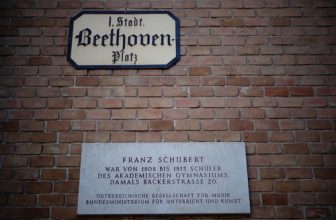 1. Stadt.
Beethoven-
Platz
FRANZ SCHUBERT
WAR VON 1808 BIS 1813 SCHÜLER
DES AKADEMISCHEN GYMNASIUMS,
DAMALS BÄCKERSTRASSE 20.
ÖSTERREICHISCHE GESELLSCHAFT FÜR MUSIK
BUNDESMINISTERIUM FÜR UNTERRICHT UND KUNST